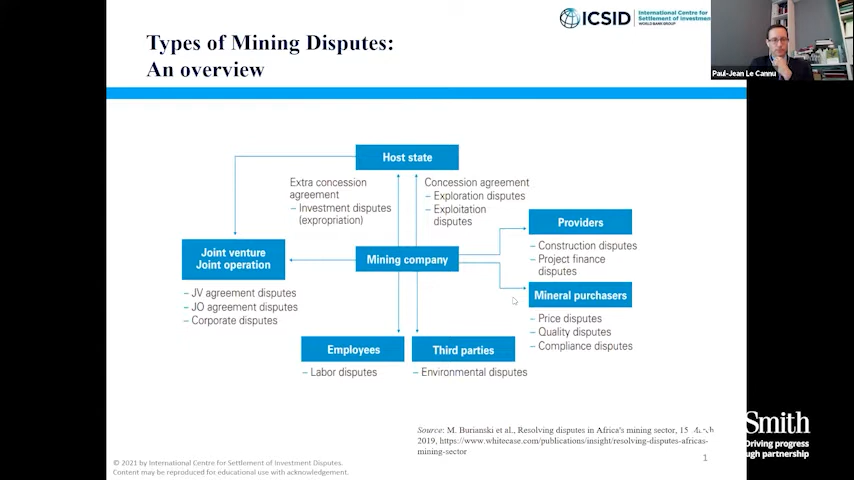 ICSID
International Centre for
Settlement of Investment
WORLD BANK GROUP
Paul-Jean Le Cannu
Types of Mining Disputes:
An overview
Host state
Extra concession
agreement
– Investment disputes
(expropriation)
Concession agreement
– Exploration disputes
– Exploitation
disputes
Providers
– Construction disputes
– Project finance
disputes
Joint venture
Joint operation
– JV agreement disputes
– JO agreement disputes
– Corporate disputes
Mining company
Mineral purchasers
– Price disputes
– Quality disputes
– Compliance disputes
Employees
– Labor disputes
Third parties
– Environmental disputes
Source: M. Burianski et al., Resolving disputes in Africa's mining sector, 15
2019, https://www.whitecase.com/publications/insight/resolving-disputes-africas-
mining-sector
1
© 2021 by International Centre for Settlement of Investment Disputes.
Content may be reproduced for educational use with acknowledgement.
Smith
Driving progress
ugh partnership